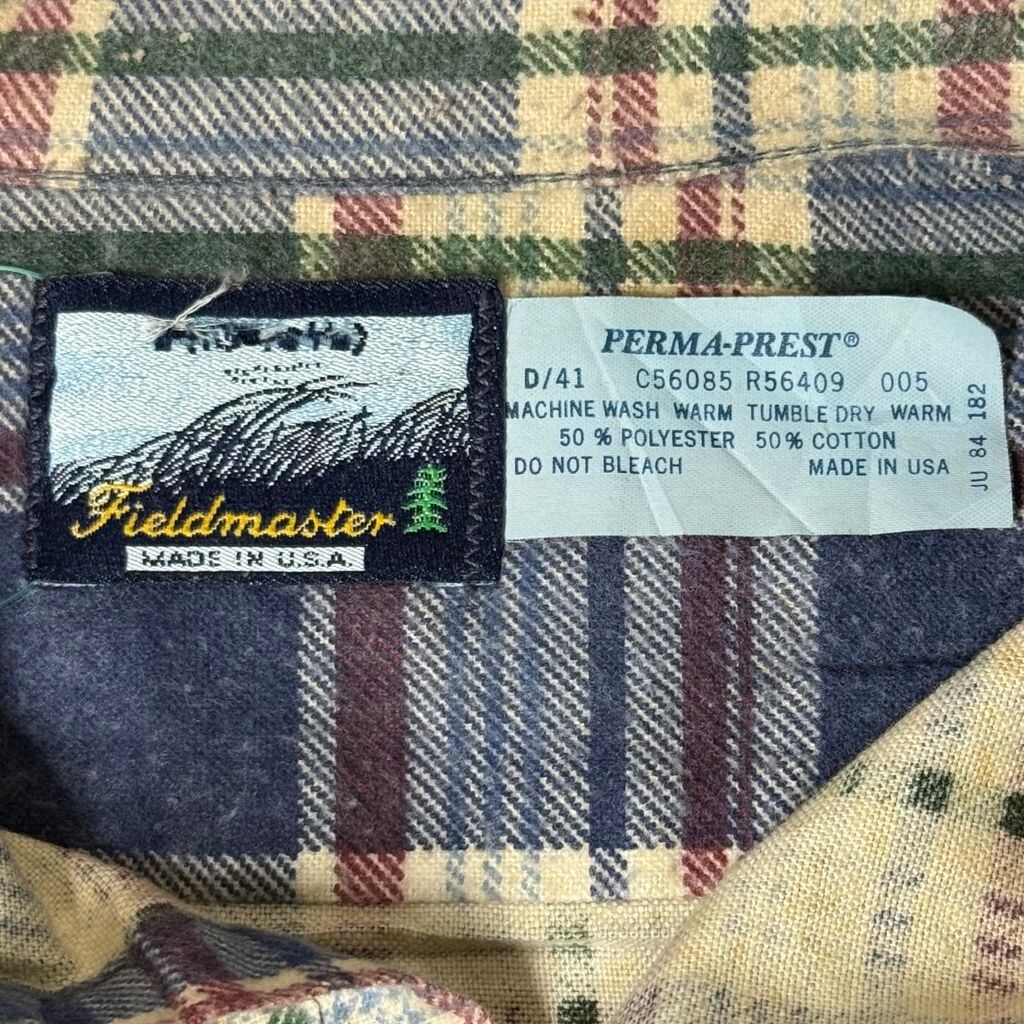 Fieldmaster
MADE IN U.S.A.
PERMA-PREST®
D/41 C56085 R56409 005
MACHINE WASH WARM TUMBLE DRY WARM
50 % POLYESTER 50% COTTON
DO NOT BLEACH MADE IN USA
JU 84 182